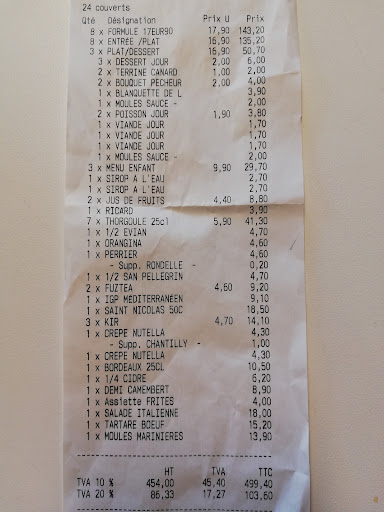 24 couverts
Qté Désignation Prix U Prix
8 x FORMULE 17EUR90 17,90 143,20
8 x ENTREE /PLAT 16,90 135,20
3 x PLAT/DESSERT 16,90 50,70
3 x DESSERT JOUR 2,00 6,00
2 x TERRINE CANARD 1,00 2,00
2 x BOUQUET PECHEUR 2,00 4,00
1 x BLANQUETTE DE L 3,90
1 x MOULES SAUCE - 2,00
2 x POISSON JOUR 1,90 3,80
1 x VIANDE JOUR 1,70
1 x VIANDE JOUR 1,70
1 x VIANDE JOUR 1,70
1 x MOULES SAUCE - 2,00
3 x MENU ENFANT 9,90 29,70
1 x SIROP A L'EAU 2,70
1 x SIROP A L'EAU 2,70
2 x JUS DE FRUITS 4,40 8,80
1 x RICARD 3,90
7 x THORGOULE 25cl 5,90 41,30
1 x 1/2 EVIAN 4,70
1 x ORANGINA 4,60
1 x PERRIER 4,60
- Supp. RONDELLE - 0,20
1 x 1/2 SAN PELLEGRIN 4,70
2 x FUZTEA 4,60 9,20
1 x IGP MEDITERRANEEN 9,10
1 x SAINT NICOLAS 50C 18,50
3 x KIR 4,70 14,10
1 x CREPE NUTELLA 4,30
- Supp. CHANTILLY - 1,00
1 x CREPE NUTELLA 4,30
1 x BORDEAUX 25CL 10,50
1 x 1/4 CIDRE 6,20
1 x DEMI CAMEMBERT 8,90
1 x Assiette FRITES 4,00
1 x SALADE ITALIENNE 18,00
1 x TARTARE BOEUF 15,20
1 x MOULES MARINIERES 13,90
HT TVA TTC
TVA 10 % 454,00 45,40 499,40
TVA 20 % 86,33 17,27 103,60